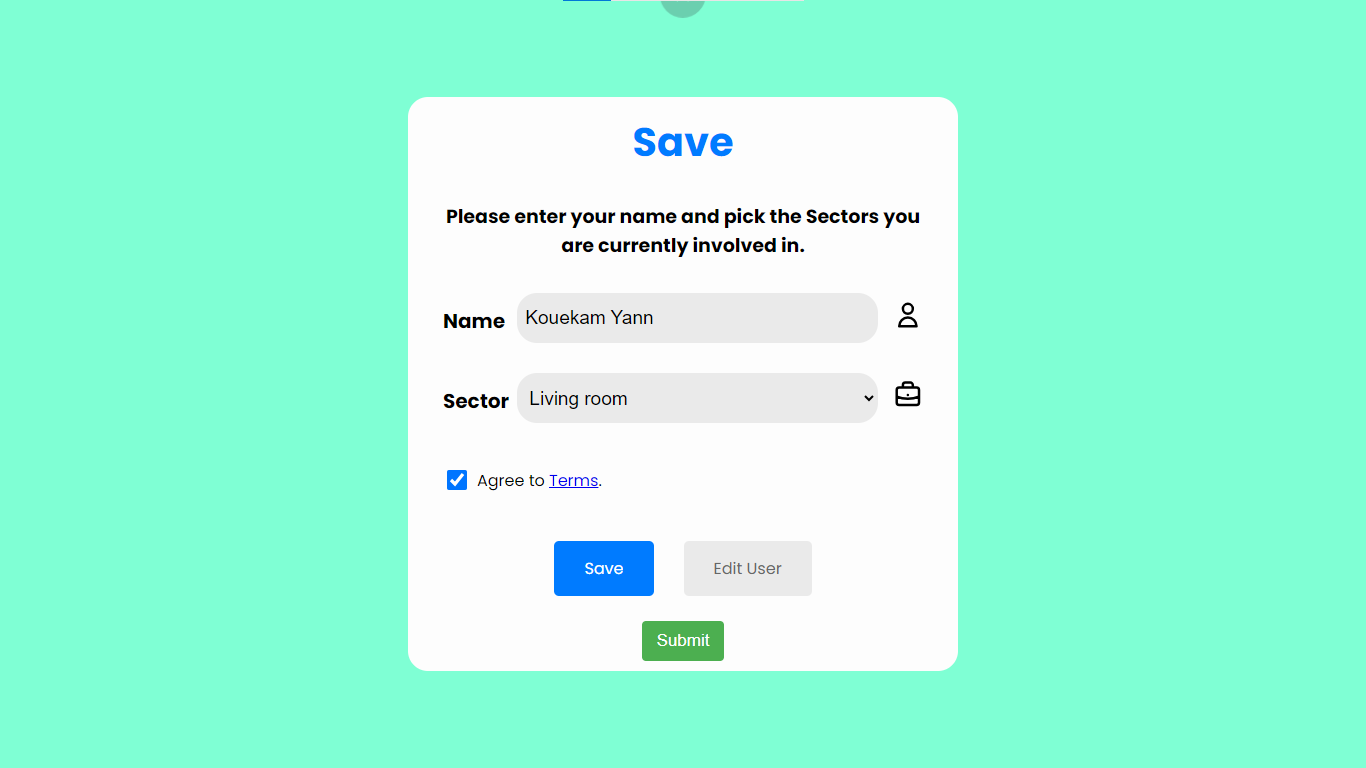 Save
Please enter your name and pick the Sectors you
are currently involved in.
Name Kouekam Yann
Sector Living room
Agree to Terms.
Save Edit User
Submit